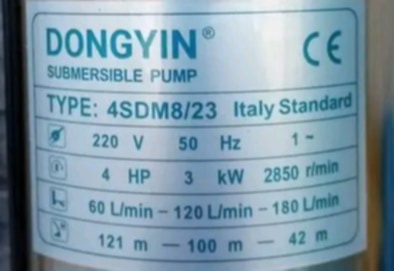 DONGYIN®
CE
SUBMERSIBLE PUMP
TYPE: 4SDM8/23 Italy Standard
220 V 50 Hz 1 ~
4 HP 3 kW 2850 r/min
60 L/min – 120 L/min – 180 L/min
121 m — 100 m — 42 m